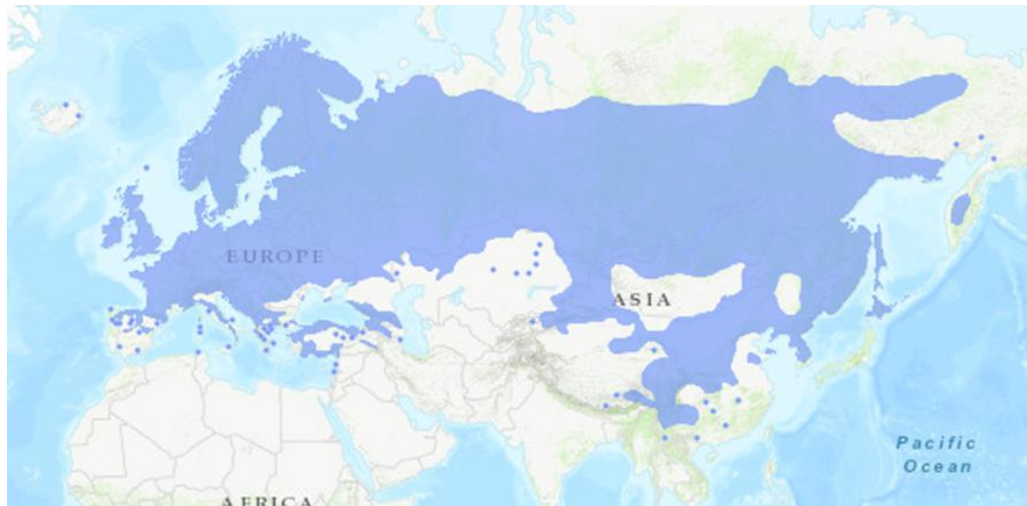 EUROPE
ASIA
Pacific
Ocean
AFRICA